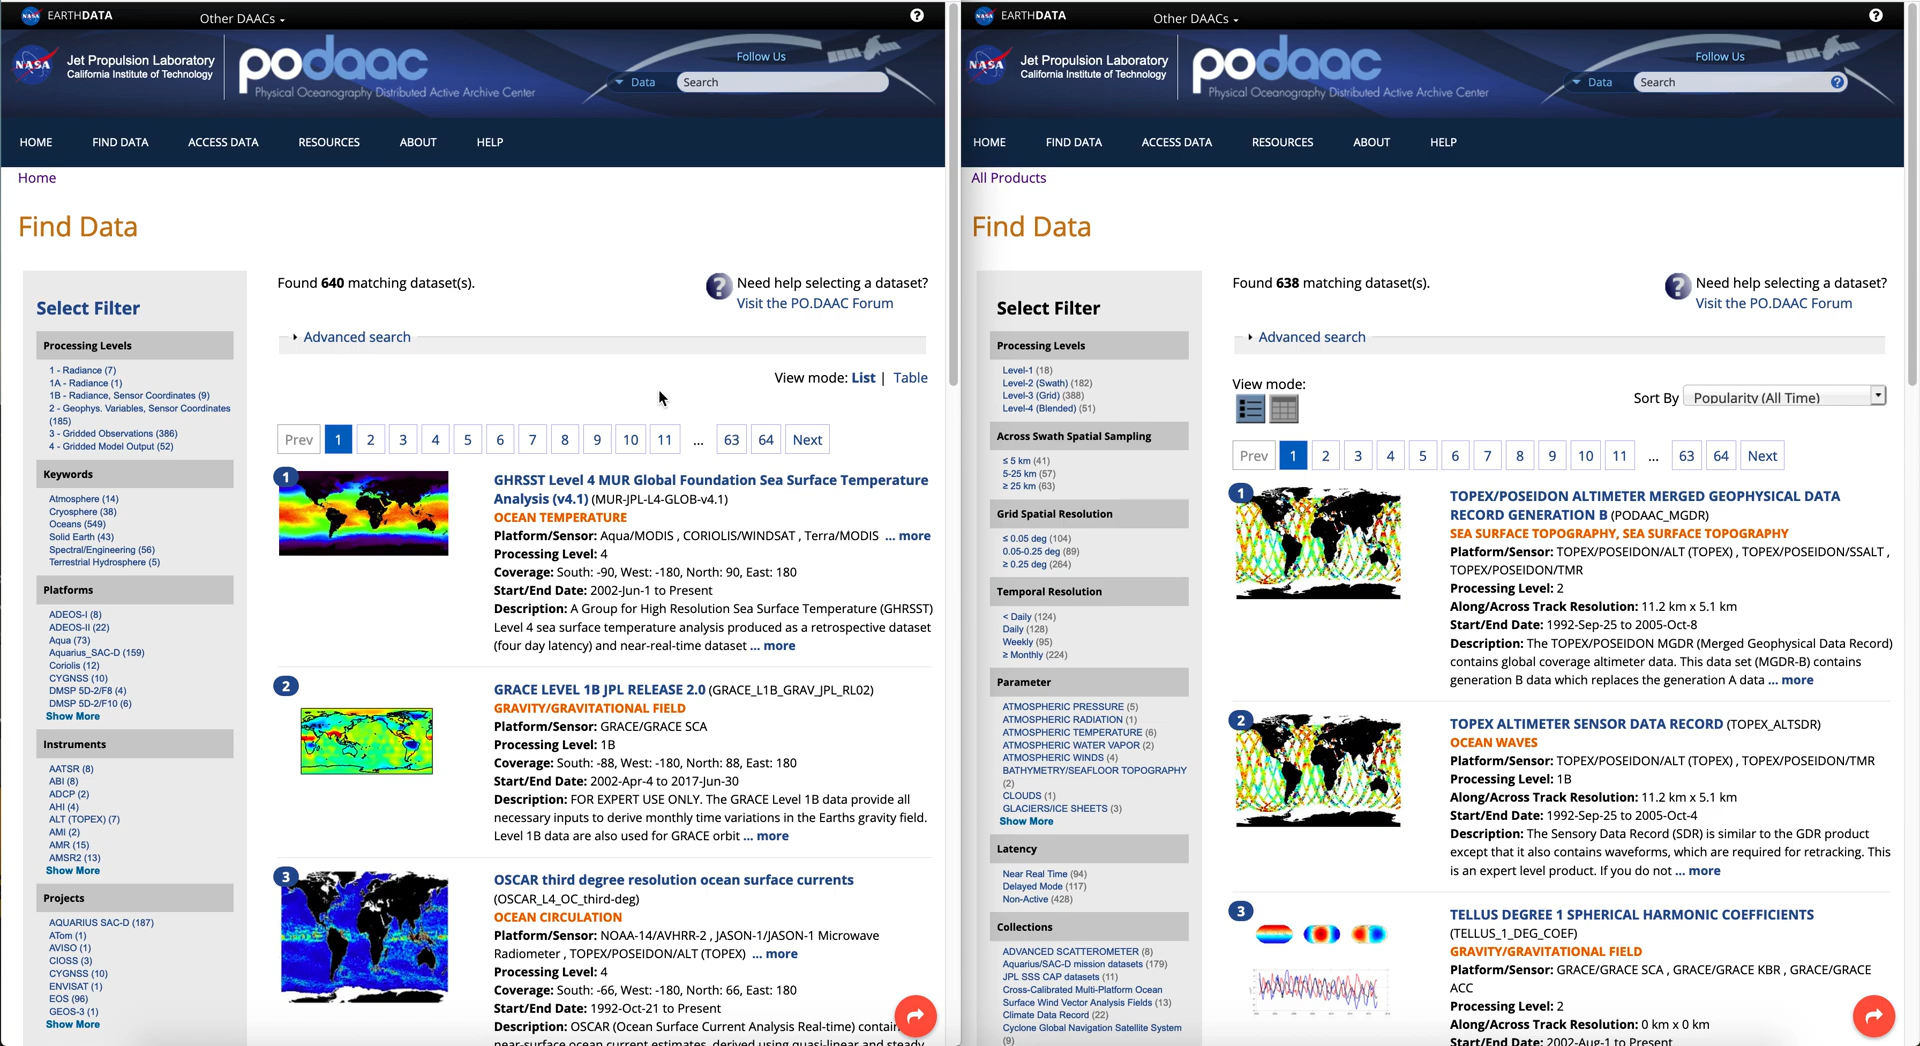 EARTHDATA
Other DAACs
?
NASA
Jet Propulsion Laboratory
California Institute of Technology
podaac
Physical Oceanography Distributed Active Archive Center
Follow Us
Data
Search
HOME
FIND DATA
ACCESS DATA
RESOURCES
ABOUT
HELP
Home
Find Data
Select Filter
Processing Levels
1 - Radiance (7)
1A - Radiance (1)
1B - Radiance, Sensor Coordinates (9)
2 - Geophys. Variables, Sensor Coordinates
(185)
3 - Gridded Observations (386)
4 - Gridded Model Output (52)
Keywords
Atmosphere (14)
Cryosphere (38)
Oceans (549)
Solid Earth (43)
Spectral/Engineering (56)
Terrestrial Hydrosphere (5)
Platforms
ADEOS-I (8)
ADEOS-II (22)
Aqua (73)
Aquarius_SAC-D (159)
Coriolis (12)
CYGNSS (10)
DMSP 5D-2/F8 (4)
DMSP 5D-2/F10 (6)
Show More
Instruments
AATSR (8)
ABI (8)
ADCP (2)
AHI (4)
ALT (TOPEX) (7)
AMI (2)
AMR (15)
AMSR2 (13)
Show More
Projects
AQUARIUS SAC-D (187)
ATom (1)
AVISO (1)
CIOSS (3)
CYGNSS (10)
ENVISAT (1)
EOS (96)
GEOS-3 (1)
Show More
Found 640 matching dataset(s).
? Need help selecting a dataset?
Visit the PO.DAAC Forum
Advanced search
View mode: List | Table
Prev 1 2 3 4 5 6 7 8 9 10 11 ... 63 64 Next
1
GHRSST Level 4 MUR Global Foundation Sea Surface Temperature
Analysis (v4.1) (MUR-JPL-L4-GLOB-v4.1)
OCEAN TEMPERATURE
Platform/Sensor: Aqua/MODIS , CORIOLIS/WINDSAT , Terra/MODIS ... more
Processing Level: 4
Coverage: South: -90, West: -180, North: 90, East: 180
Start/End Date: 2002-Jun-1 to Present
Description: A Group for High Resolution Sea Surface Temperature (GHRSST)
Level 4 sea surface temperature analysis produced as a retrospective dataset
(four day latency) and near-real-time dataset ... more
2
GRACE LEVEL 1B JPL RELEASE 2.0 (GRACE_L1B_GRAV_JPL_RL02)
GRAVITY/GRAVITATIONAL FIELD
Platform/Sensor: GRACE/GRACE SCA
Processing Level: 1B
Coverage: South: -88, West: -180, North: 88, East: 180
Start/End Date: 2002-Apr-4 to 2017-Jun-30
Description: FOR EXPERT USE ONLY. The GRACE Level 1B data provide all
necessary inputs to derive monthly time variations in the Earths gravity field.
Level 1B data are also used for GRACE orbit ... more
3
OSCAR third degree resolution ocean surface currents
(OSCAR_L4_OC_third-deg)
OCEAN CIRCULATION
Platform/Sensor: NOAA-14/AVHRR-2 , JASON-1/JASON-1 Microwave
Radiometer , TOPEX/POSEIDON/ALT (TOPEX) ... more
Processing Level: 4
Coverage: South: -66, West: -180, North: 66, East: 180
Start/End Date: 1992-Oct-21 to Present
Description: OSCAR (Ocean Surface Current Analysis Real-time) contain
near-surface ocean current estimates, derived using quasi-linear and steady
EARTHDATA
Other DAACs
?
NASA
Jet Propulsion Laboratory
California Institute of Technology
podaac
Physical Oceanography Distributed Active Archive Center
Follow Us
Data
Search
?
HOME
FIND DATA
ACCESS DATA
RESOURCES
ABOUT
HELP
All Products
Find Data
Select Filter
Processing Levels
Level-1 (18)
Level-2 (Swath) (182)
Level-3 (Grid) (388)
Level-4 (Blended) (51)
Across Swath Spatial Sampling
≤ 5 km (41)
5-25 km (57)
≥ 25 km (63)
Grid Spatial Resolution
≤ 0.05 deg (104)
0.05-0.25 deg (89)
≥ 0.25 deg (264)
Temporal Resolution
< Daily (124)
Daily (128)
Weekly (95)
≥ Monthly (224)
Parameter
ATMOSPHERIC PRESSURE (5)
ATMOSPHERIC RADIATION (1)
ATMOSPHERIC TEMPERATURE (6)
ATMOSPHERIC WATER VAPOR (2)
ATMOSPHERIC WINDS (4)
BATHYMETRY/SEAFLOOR TOPOGRAPHY
(2)
CLOUDS (1)
GLACIERS/ICE SHEETS (3)
Show More
Latency
Near Real Time (94)
Delayed Mode (117)
Non-Active (428)
Collections
ADVANCED SCATTEROMETER (8)
Aquarius/SAC-D mission datasets (179)
JPL SSS CAP datasets (11)
Cross-Calibrated Multi-Platform Ocean
Surface Wind Vector Analysis Fields (13)
Climate Data Record (22)
Cyclone Global Navigation Satellite System
(9)
Found 638 matching dataset(s).
? Need help selecting a dataset?
Visit the PO.DAAC Forum
Advanced search
View mode:
Sort By Popularity (All Time)
Prev 1 2 3 4 5 6 7 8 9 10 11 ... 63 64 Next
1
TOPEX/POSEIDON ALTIMETER MERGED GEOPHYSICAL DATA
RECORD GENERATION B (PODAAC_MGDR)
SEA SURFACE TOPOGRAPHY, SEA SURFACE TOPOGRAPHY
Platform/Sensor: TOPEX/POSEIDON/ALT (TOPEX) , TOPEX/POSEIDON/SSALT ,
TOPEX/POSEIDON/TMR
Processing Level: 2
Along/Across Track Resolution: 11.2 km x 5.1 km
Start/End Date: 1992-Sep-25 to 2005-Oct-8
Description: The TOPEX/POSEIDON MGDR (Merged Geophysical Data Record)
contains global coverage altimeter data. This data set (MGDR-B) contains
generation B data which replaces the generation A data ... more
2
TOPEX ALTIMETER SENSOR DATA RECORD (TOPEX_ALTSDR)
OCEAN WAVES
Platform/Sensor: TOPEX/POSEIDON/ALT (TOPEX) , TOPEX/POSEIDON/TMR
Processing Level: 1B
Along/Across Track Resolution: 11.2 km x 5.1 km
Start/End Date: 1992-Sep-25 to 2005-Oct-4
Description: The Sensory Data Record (SDR) is similar to the GDR product
except that it also contains waveforms, which are required for retracking. This
is an expert level product. If you do not ... more
3
TELLUS DEGREE 1 SPHERICAL HARMONIC COEFFICIENTS
(TELLUS_1_DEG_COEF)
GRAVITY/GRAVITATIONAL FIELD
Platform/Sensor: GRACE/GRACE SCA , GRACE/GRACE KBR , GRACE/GRACE
ACC
Processing Level: 2
Along/Across Track Resolution: 0 km x 0 km
Start/End Date: 2002-Aug-1 to Present